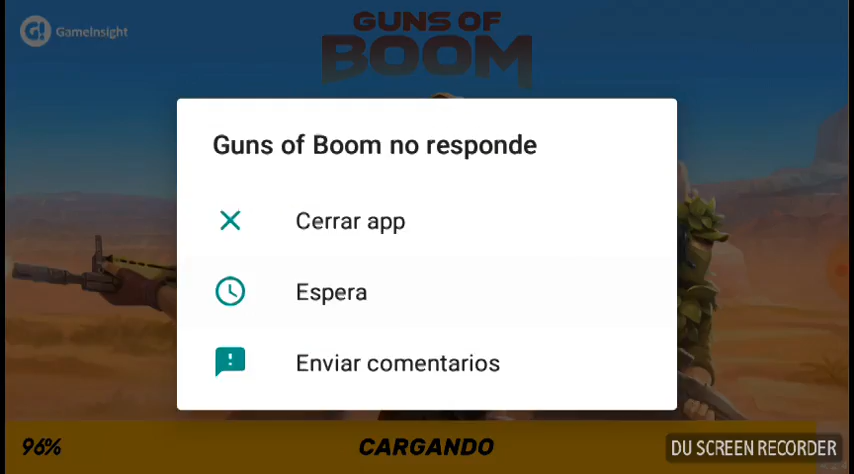 G!
GameInsight
GUNS OF
BOOM
Guns of Boom no responde
Cerrar app
Espera
Enviar comentarios
96%
CARGANDO
DU SCREEN RECORDER